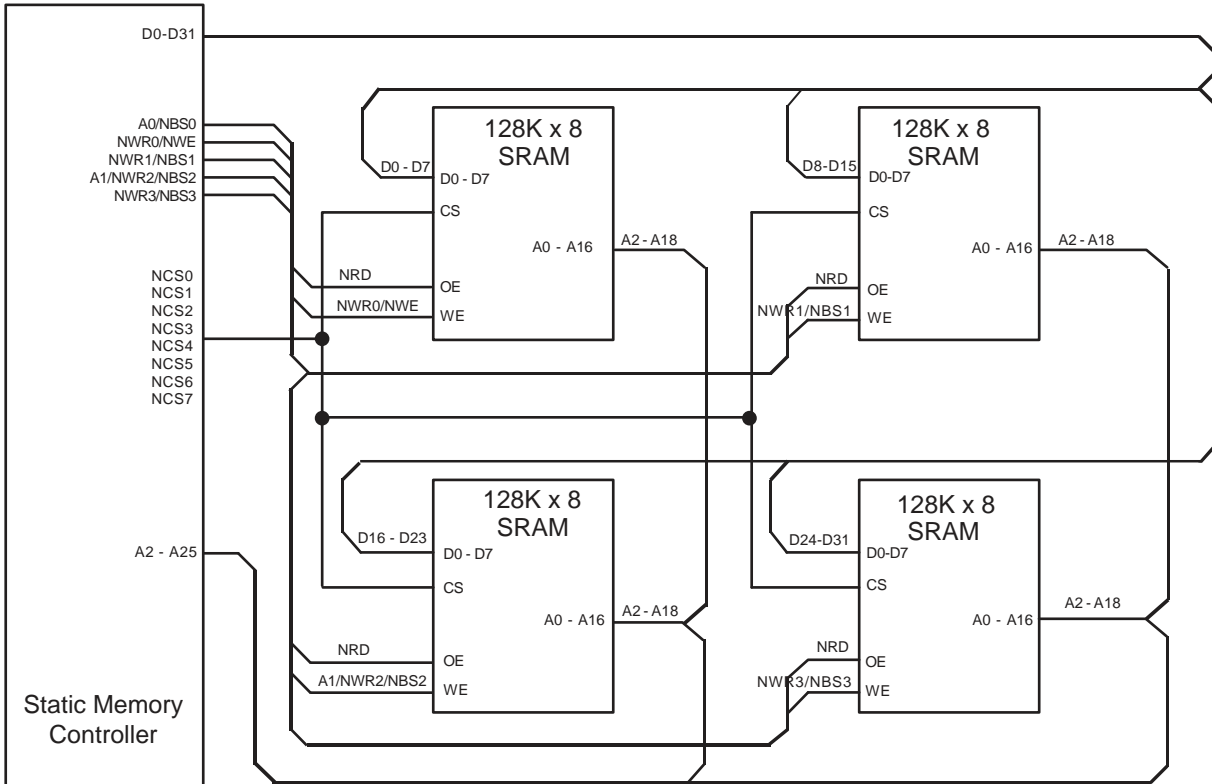 D0-D31
A0/NBS0
NWR0/NWE
NWR1/NBS1
A1/NWR2/NBS2
NWR3/NBS3
NCS0
NCS1
NCS2
NCS3
NCS4
NCS5
NCS6
NCS7
A2 - A25
Static Memory
Controller
128K x 8
SRAM
D0 - D7
D0 - D7
CS
A0 - A16
A2 - A18
NRD
OE
NWR0/NWE
WE
128K x 8
SRAM
D8-D15
D0-D7
CS
A0 - A16
A2 - A18
NRD
OE
NWR1/NBS1
WE
128K x 8
SRAM
D16 - D23
D0 - D7
CS
A0 - A16
A2 - A18
NRD
OE
A1/NWR2/NBS2
WE
128K x 8
SRAM
D24-D31
D0-D7
CS
A0 - A16
A2 - A18
NRD
OE
NWR3/NBS3
WE